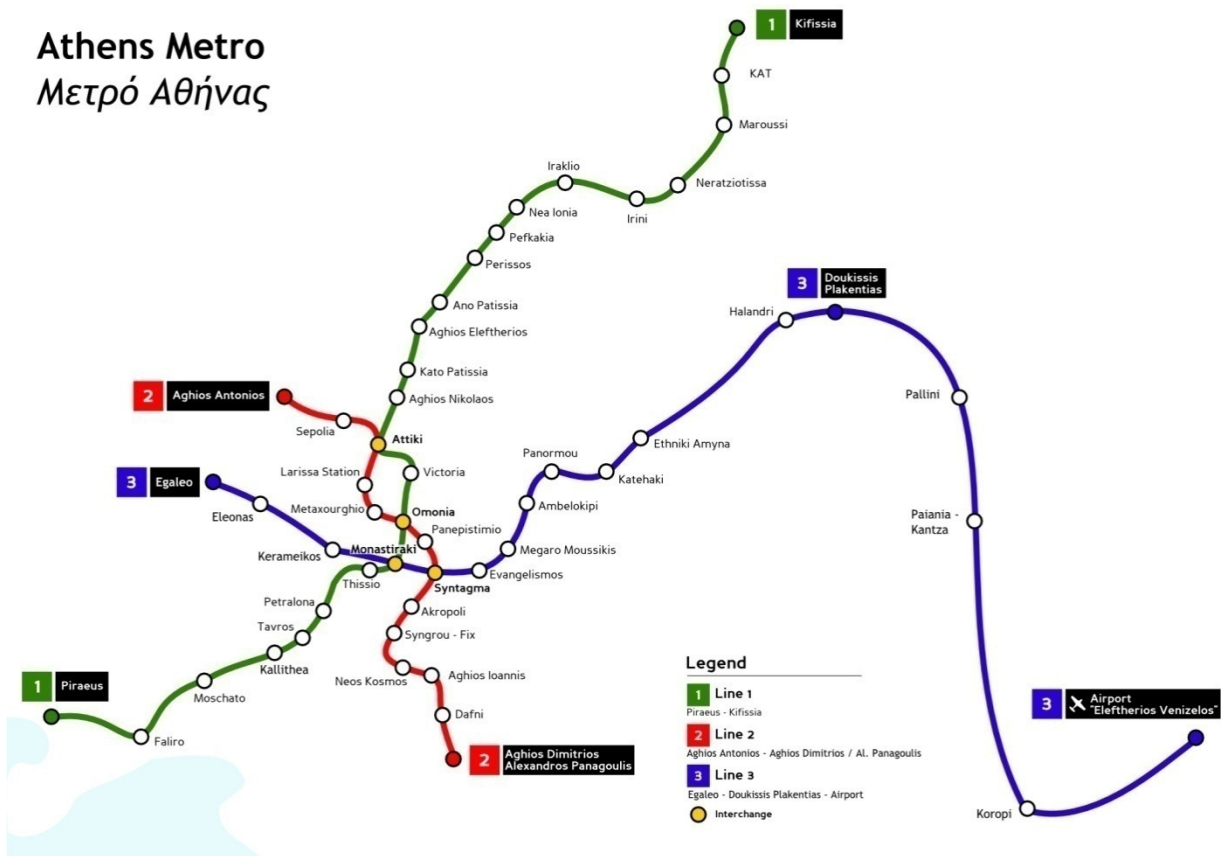 Athens Metro
Μετρό Αθήνας
1 Kifissia
KAT
Maroussi
Neratziotissa
Iraklio
Irini
Nea Ionia
Pefkakia
Perissos
3 Doukissis
Plakentias
Ano Patissia
Halandri
Aghios Eleftherios
Kato Patissia
2 Aghios Antonios
Aghios Nikolaos
Pallini
Sepolia
Attiki
Ethniki Amyna
Panormou
Larissa Station
Victoria
Katehaki
3 Egaleo
Metaxourghio
Omonia
Ambelokipi
Eleonas
Panepistimio
Paiania -
Kantza
Kerameikos
Monastiraki
Megaro Moussikis
Thissio
Syntagma
Evangelismos
Petralona
Akropoli
Tavros
Syngrou - Fix
Kallithea
Neos Kosmos
Aghios Ioannis
1 Piraeus
Moschato
Dafni
Faliro
2 Aghios Dimitrios
Alexandros Panagoulis
Legend
1 Line 1
Piraeus - Kifissia
2 Line 2
Aghios Antonios - Aghios Dimitrios / Al. Panagoulis
3 Line 3
Egaleo - Doukissis Plakentias - Airport
Interchange
3 Airport
"Eleftherios Venizelos"
Koropi